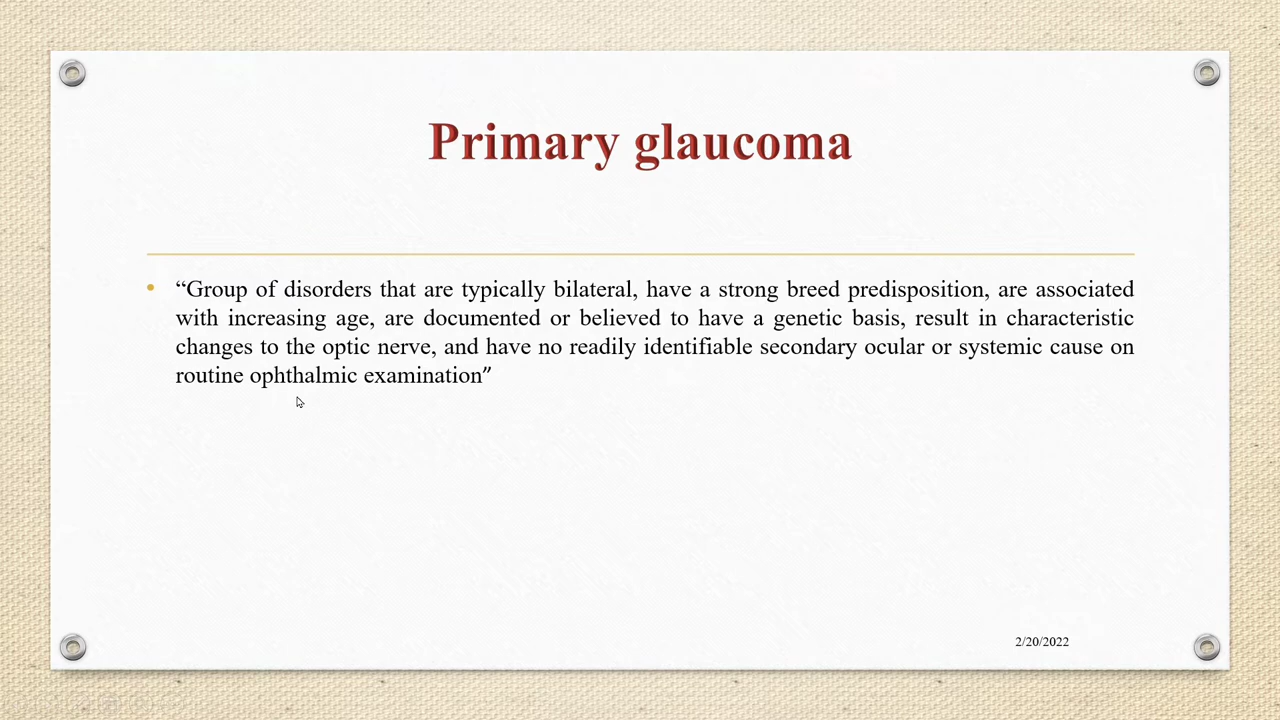 Primary glaucoma
• “Group of disorders that are typically bilateral, have a strong breed predisposition, are associated
with increasing age, are documented or believed to have a genetic basis, result in characteristic
changes to the optic nerve, and have no readily identifiable secondary ocular or systemic cause on
routine ophthalmic examination”
2/20/2022